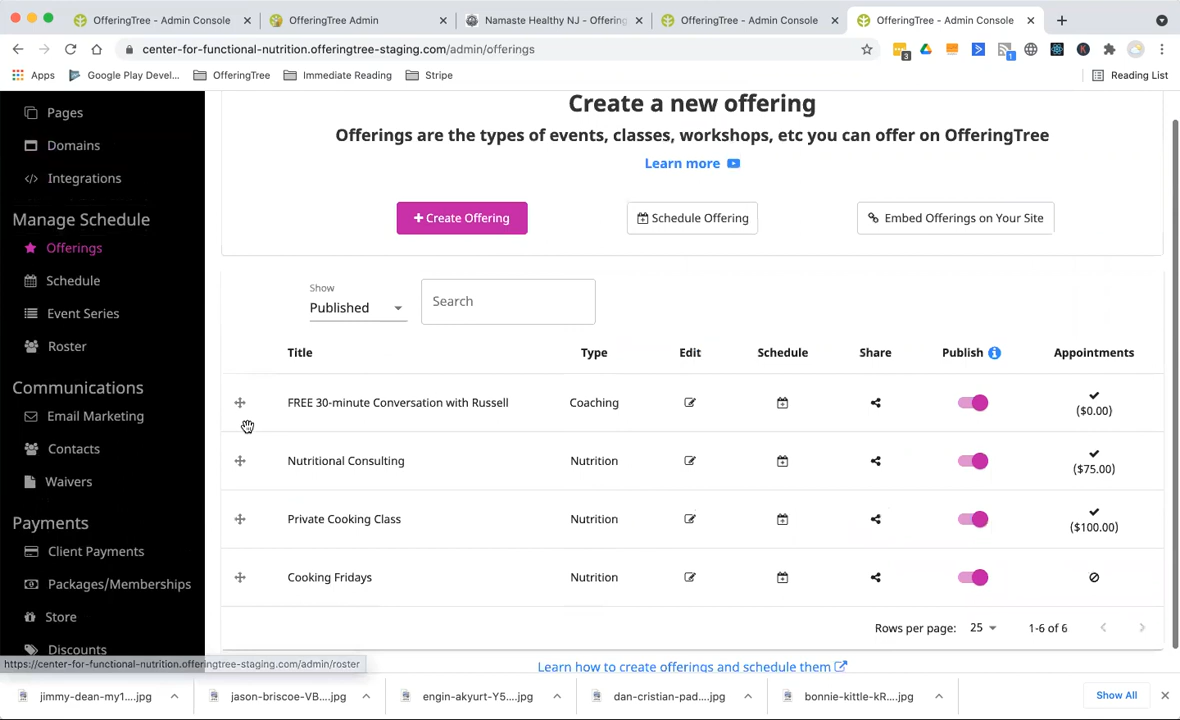 OfferingTree - Admin Console
OfferingTree Admin
Namaste Healthy NJ - Offering
OfferingTree - Admin Console
OfferingTree - Admin Console
center-for-functional-nutrition.offeringtree-staging.com/admin/offerings
3
1
Apps
Google Play Devel...
OfferingTree
Immediate Reading
Stripe
Reading List
Pages
Domains
Integrations
Manage Schedule
Offerings
Schedule
Event Series
Roster
Communications
Email Marketing
Contacts
Waivers
Payments
Client Payments
Packages/Memberships
Store
Discounts
Create a new offering
Offerings are the types of events, classes, workshops, etc you can offer on OfferingTree
Learn more
+ Create Offering
Schedule Offering
Embed Offerings on Your Site
Show
Published
Search
Title Type Edit Schedule Share Publish Appointments
FREE 30-minute Conversation with Russell Coaching ($0.00)
Nutritional Consulting Nutrition ($75.00)
Private Cooking Class Nutrition ($100.00)
Cooking Fridays Nutrition
Rows per page: 25 1-6 of 6
Learn how to create offerings and schedule them
https://center-for-functional-nutrition.offeringtree-staging.com/admin/roster
jimmy-dean-my1....jpg
jason-briscoe-VB....jpg
engin-akyurt-Y5....jpg
dan-cristian-pad....jpg
bonnie-kittle-kR....jpg
Show All